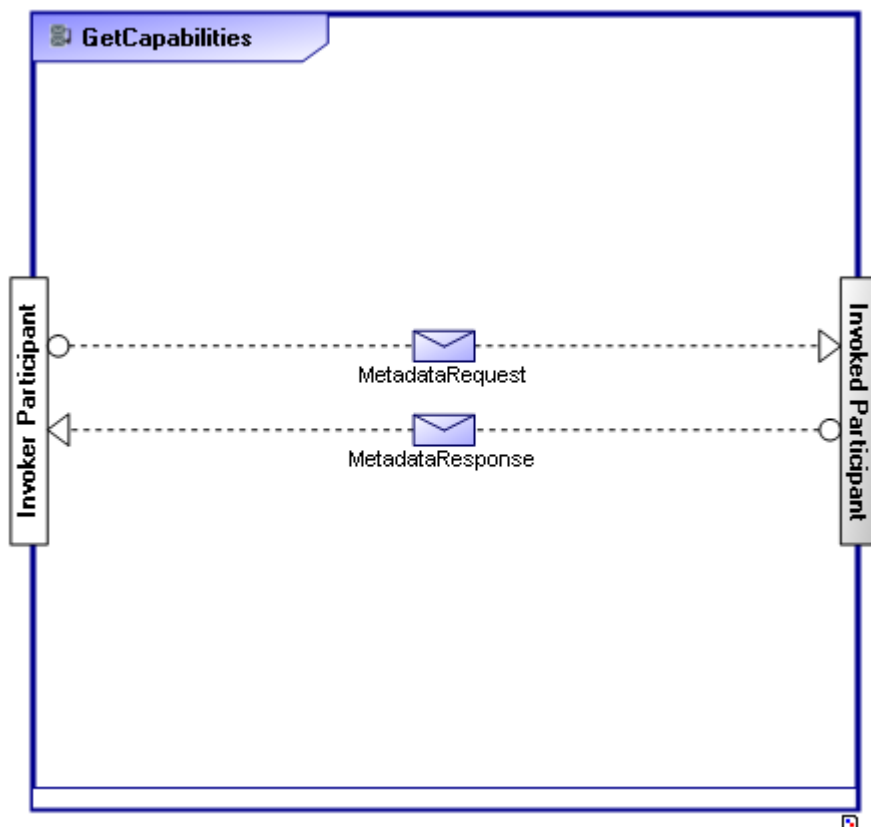 GetCapabilities
Invoker Participant
MetadataRequest
MetadataResponse
Invoked Participant